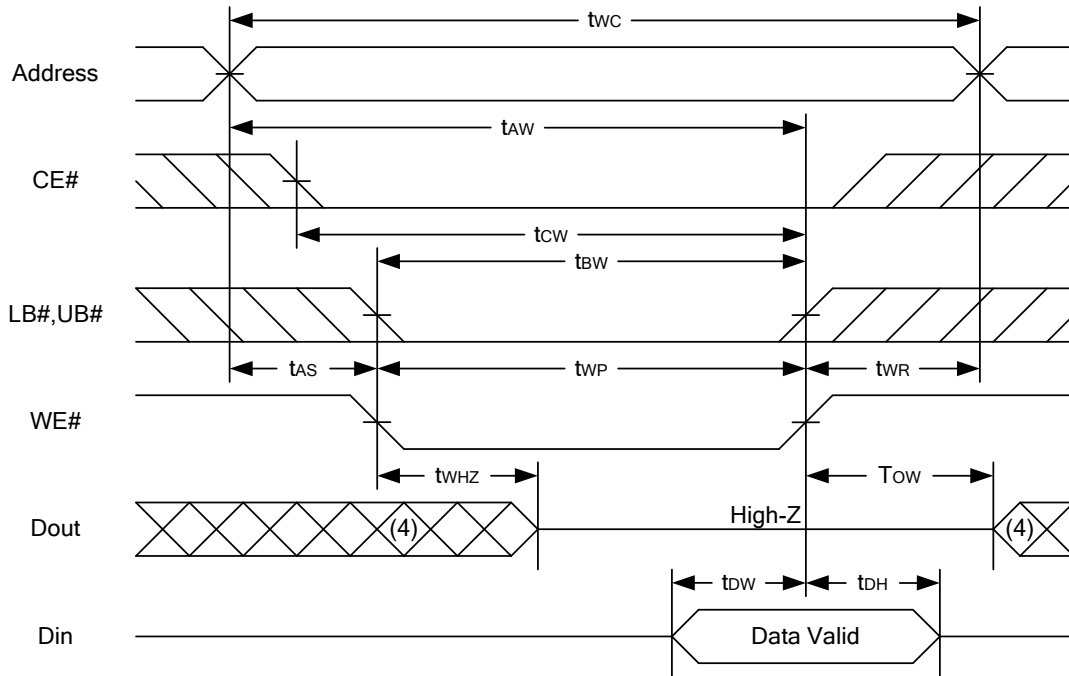 tWC
Address
tAW
CE#
tCW
tBW
LB#,UB#
tAS
tWP
tWR
WE#
tWHZ
TOW
Dout
(4)
High-Z
(4)
tDW
tDH
Din
Data Valid